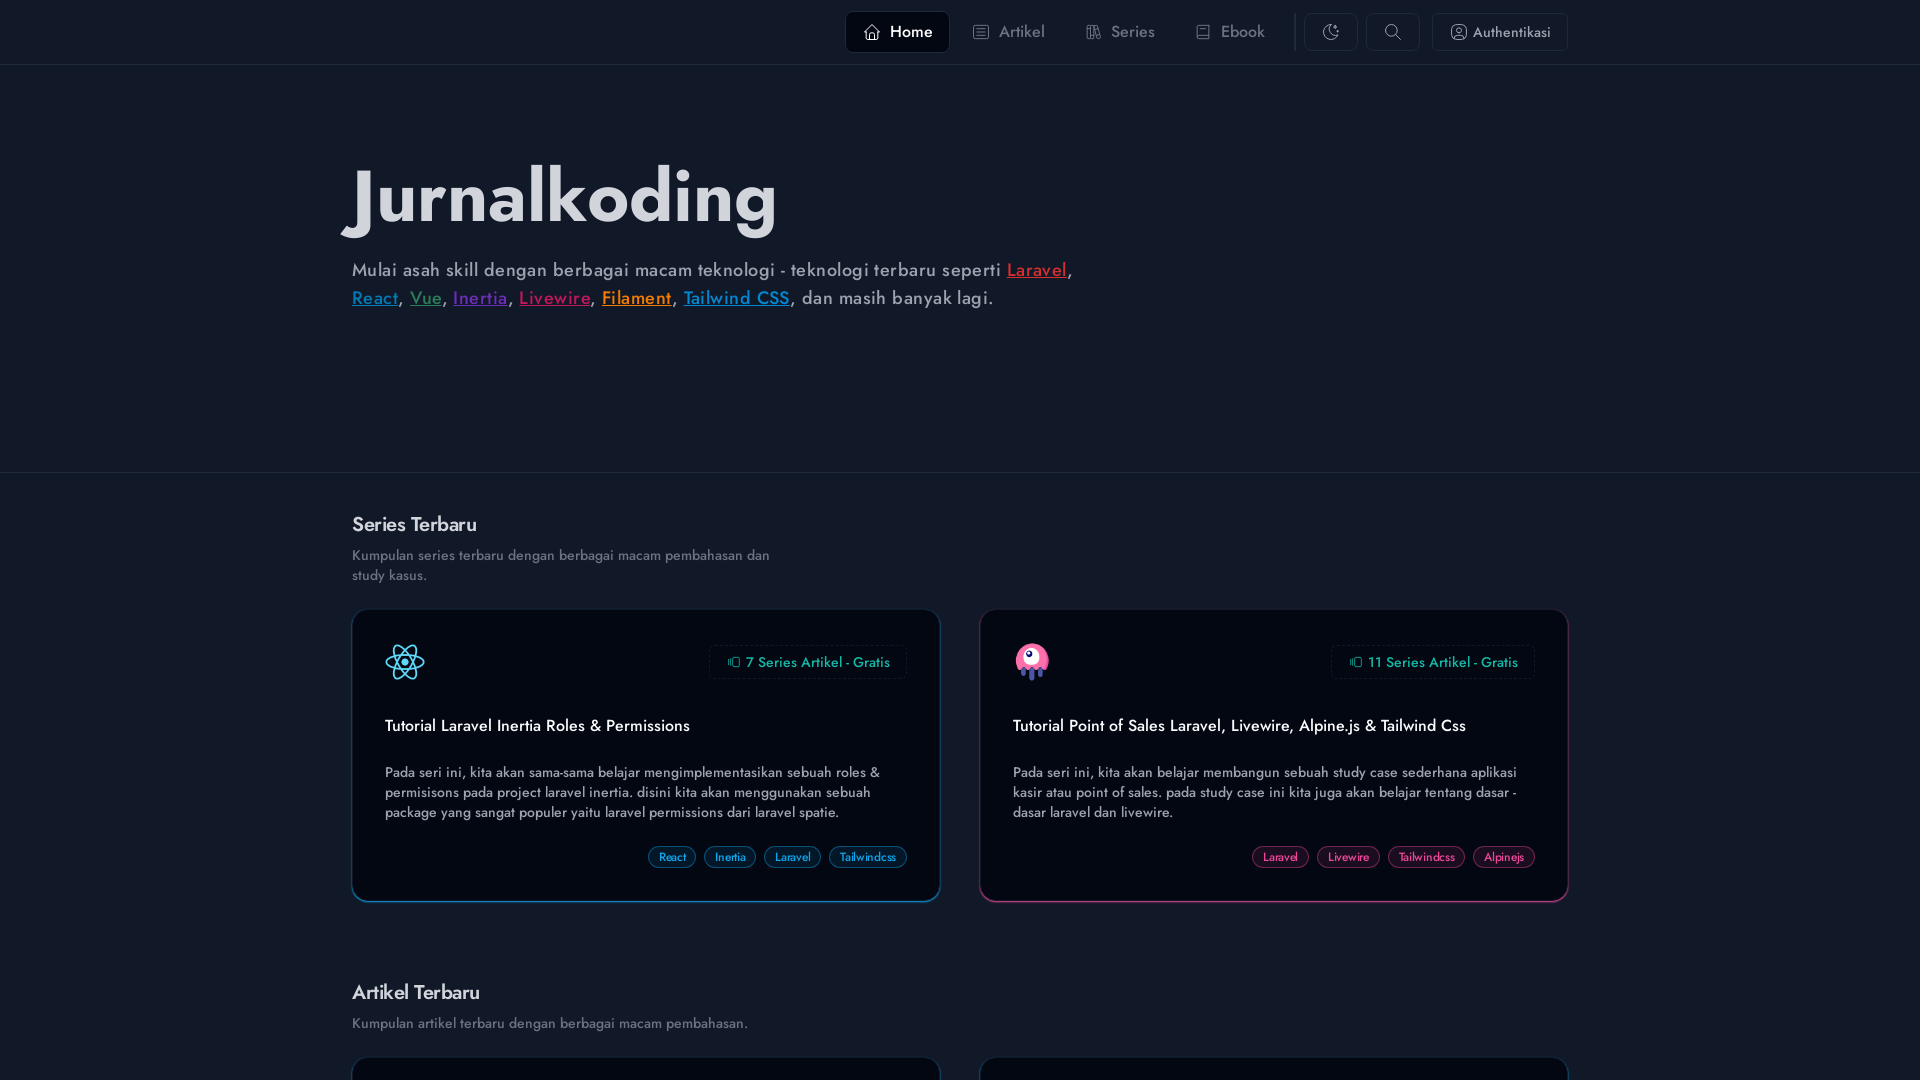 Home
Artikel
Series
Ebook
Authentikasi
Jurnalkoding
Mulai asah skill dengan berbagai macam teknologi - teknologi terbaru seperti Laravel,
React, Vue, Inertia, Livewire, Filament, Tailwind CSS, dan masih banyak lagi.
Series Terbaru
Kumpulan series terbaru dengan berbagai macam pembahasan dan
study kasus.
7 Series Artikel - Gratis
Tutorial Laravel Inertia Roles & Permissions
Pada seri ini, kita akan sama-sama belajar mengimplementasikan sebuah roles &
permisisons pada project laravel inertia. disini kita akan menggunakan sebuah
package yang sangat populer yaitu laravel permissions dari laravel spatie.
React
Inertia
Laravel
Tailwindcss
11 Series Artikel - Gratis
Tutorial Point of Sales Laravel, Livewire, Alpine.js & Tailwind Css
Pada seri ini, kita akan belajar membangun sebuah study case sederhana aplikasi
kasir atau point of sales. pada study case ini kita juga akan belajar tentang dasar -
dasar laravel dan livewire.
Laravel
Livewire
Tailwindcss
Alpinejs
Artikel Terbaru
Kumpulan artikel terbaru dengan berbagai macam pembahasan.